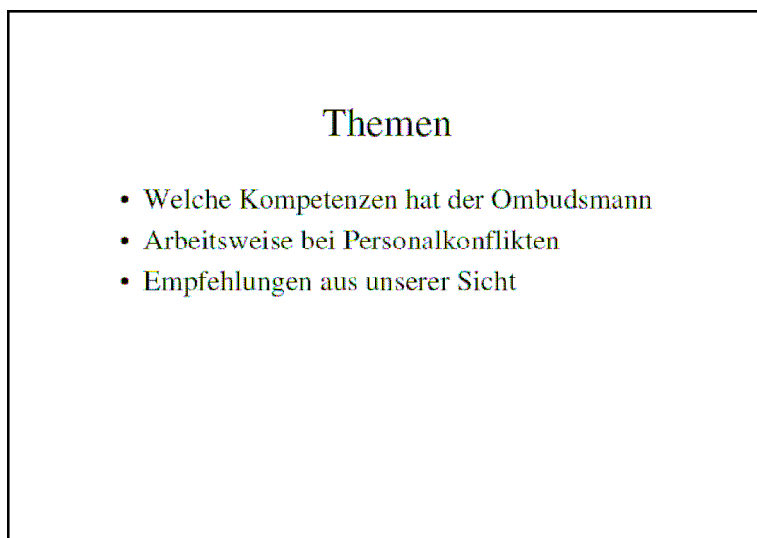 Themen
• Welche Kompetenzen hat der Ombudsmann
• Arbeitsweise bei Personalkonflikten
• Empfehlungen aus unserer Sicht